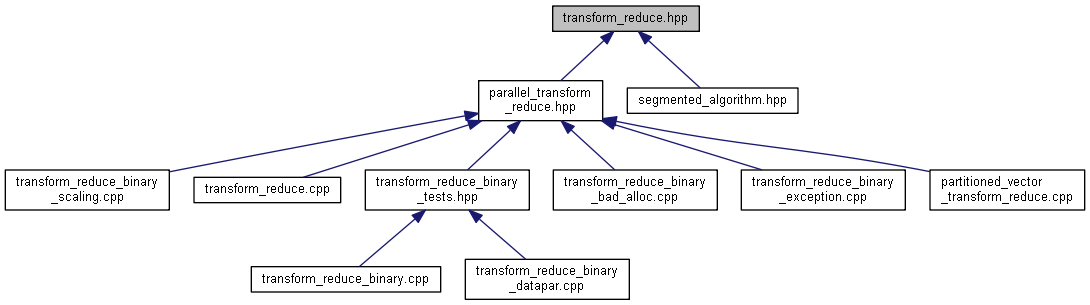 transform_reduce.hpp
parallel_transform
_reduce.hpp
segmented_algorithm.hpp
transform_reduce_binary
_scaling.cpp
transform_reduce.cpp
transform_reduce_binary
_tests.hpp
transform_reduce_binary
_bad_alloc.cpp
transform_reduce_binary
_exception.cpp
partitioned_vector
_transform_reduce.cpp
transform_reduce_binary.cpp
transform_reduce_binary
_datapar.cpp